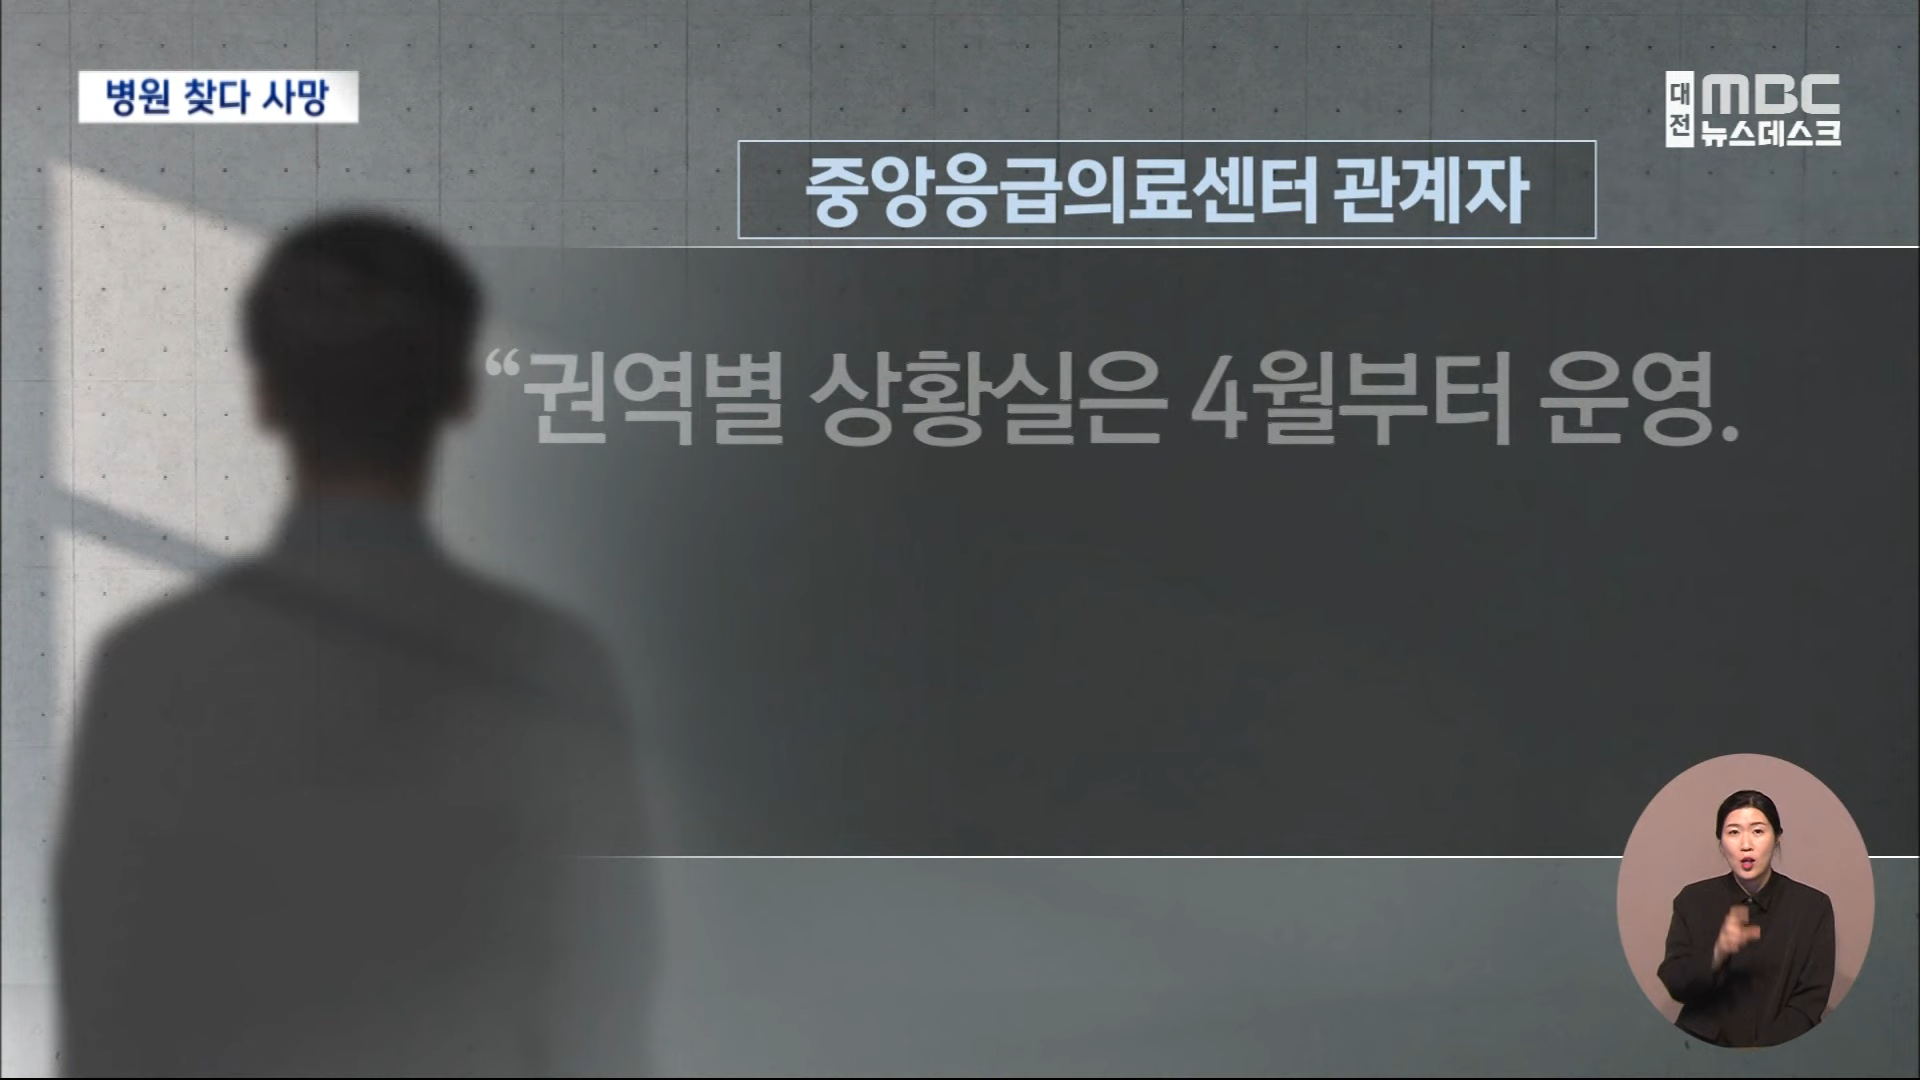 병원 찾다 사망
대전
MBC
뉴스데스크
중앙응급의료센터 관계자
“권역별 상황실은 4월부터 운영.